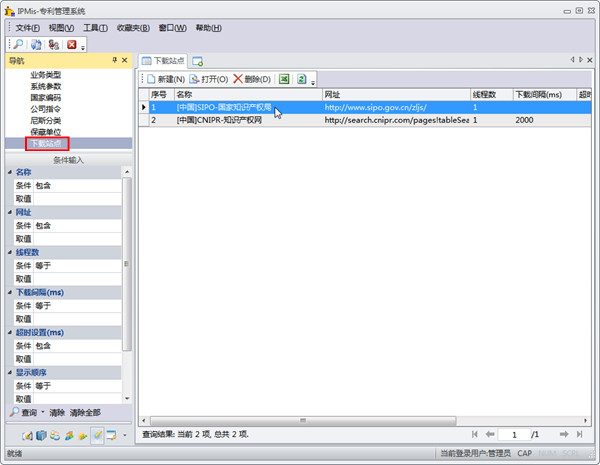 IPMis-专利管理系统
文件(F) 视图(V) 工具(T) 收藏夹(B) 窗口(W) 帮助(H)
导航
业务类型
系统参数
国家编码
公司指令
尼斯分类
保藏单位
下载站点
条件输入
名称
条件 包含
取值
网址
条件 包含
取值
线程数
条件 等于
取值
下载间隔(ms)
条件 等于
取值
超时设置(ms)
条件 包含
取值
显示顺序
条件 等于
取值
查询 清除 清除全部
下载站点
新建(N) 打开(O) 删除(D)
序号 名称 网址 线程数 下载间隔(ms) 超时
1 [中国]SIPO-国家知识产权局 http://www.sipo.gov.cn/zljs/ 1
2 [中国]CNIPR-知识产权网 http://search.cnipr.com/pages!tableSea 1 2000
查询结果: 当前 2 项, 总共 2 项.
1 /1
就绪 当前登录用户:管理员 CAP NUM SCRL